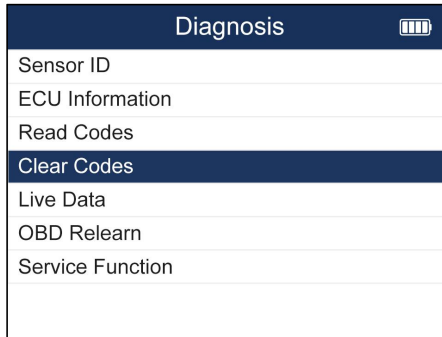 Diagnosis
Sensor ID
ECU Information
Read Codes
Clear Codes
Live Data
OBD Relearn
Service Function